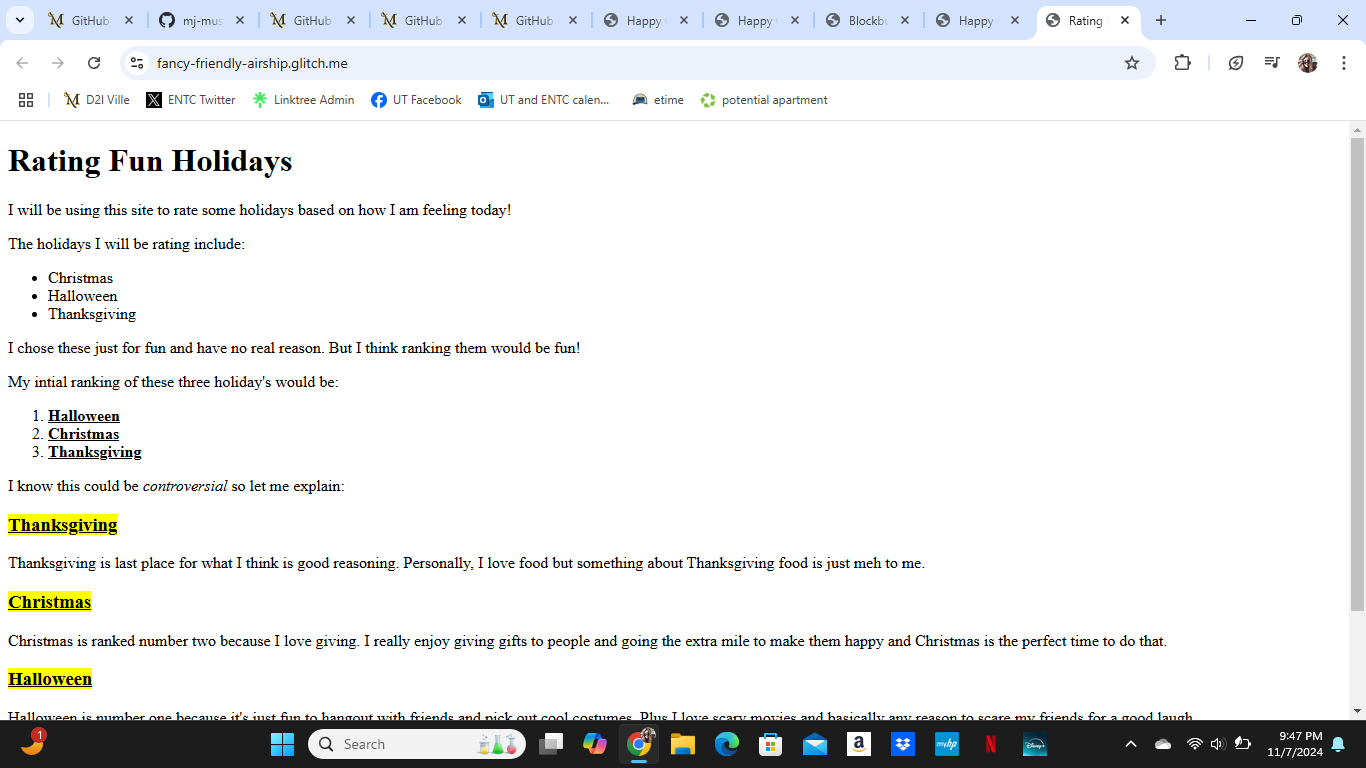 GitHub
mj-mus
GitHub
GitHub
GitHub
Happy
Happy
Blockb
Happy
Rating
fancy-friendly-airship.glitch.me
D2l Ville
ENTC Twitter
Linktree Admin
UT Facebook
UT and ENTC calen...
etime
potential apartment
Rating Fun Holidays
I will be using this site to rate some holidays based on how I am feeling today!
The holidays I will be rating include:
• Christmas
• Halloween
• Thanksgiving
I chose these just for fun and have no real reason. But I think ranking them would be fun!
My intial ranking of these three holiday's would be:
1. Halloween
2. Christmas
3. Thanksgiving
I know this could be controversial so let me explain:
Thanksgiving
Thanksgiving is last place for what I think is good reasoning. Personally, I love food but something about Thanksgiving food is just meh to me.
Christmas
Christmas is ranked number two because I love giving. I really enjoy giving gifts to people and going the extra mile to make them happy and Christmas is the perfect time to do that.
Halloween
Halloween is number one because it's just fun to hangout with friends and pick out cool costumes. Plus I love scary movies and basically any reason to scare my friends for a good laugh
1
Search
a
myhp
N
Disney+
9:47 PM
11/7/2024